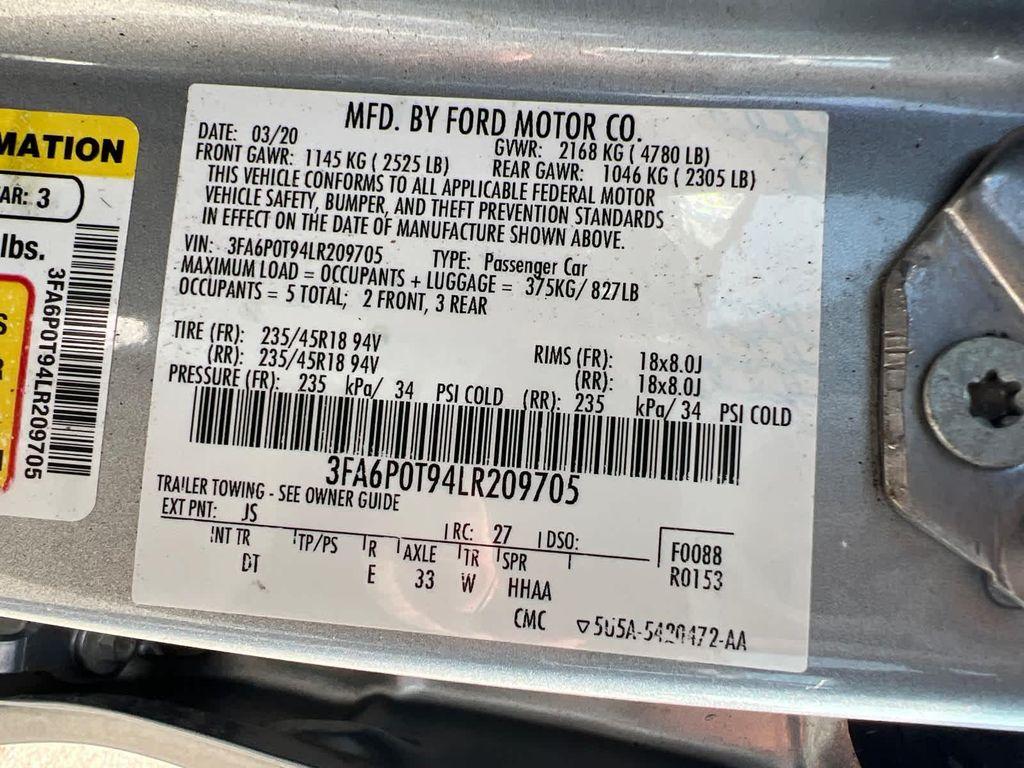 MATION
AR: 3
lbs.
3FA6P0T94LR209705
MFD. BY FORD MOTOR CO.
DATE: 03/20 GVWR: 2168 KG ( 4780 LB)
FRONT GAWR: 1145 KG ( 2525 LB) REAR GAWR: 1046 KG ( 2305 LB)
THIS VEHICLE CONFORMS TO ALL APPLICABLE FEDERAL MOTOR
VEHICLE SAFETY, BUMPER, AND THEFT PREVENTION STANDARDS
IN EFFECT ON THE DATE OF MANUFACTURE SHOWN ABOVE.
VIN: 3FA6P0T94LR209705 TYPE: Passenger Car
MAXIMUM LOAD = OCCUPANTS + LUGGAGE = 375KG/ 827LB
OCCUPANTS = 5 TOTAL; 2 FRONT, 3 REAR
TIRE (FR): 235/45R18 94V RIMS (FR): 18x8.0J
(RR): 235/45R18 94V (RR): 18x8.0J
PRESSURE (FR): 235 kPa/ 34 PSI COLD (RR): 235 kPa/ 34 PSI COLD
3FA6P0T94LR209705
TRAILER TOWING - SEE OWNER GUIDE
EXT PNT: JS RC: 27 DSO: F0088
INT TR TP/PS R AXLE TR SPR R0153
DT E 33 W HHAA
CMC ▽5U5A-5420472-AA